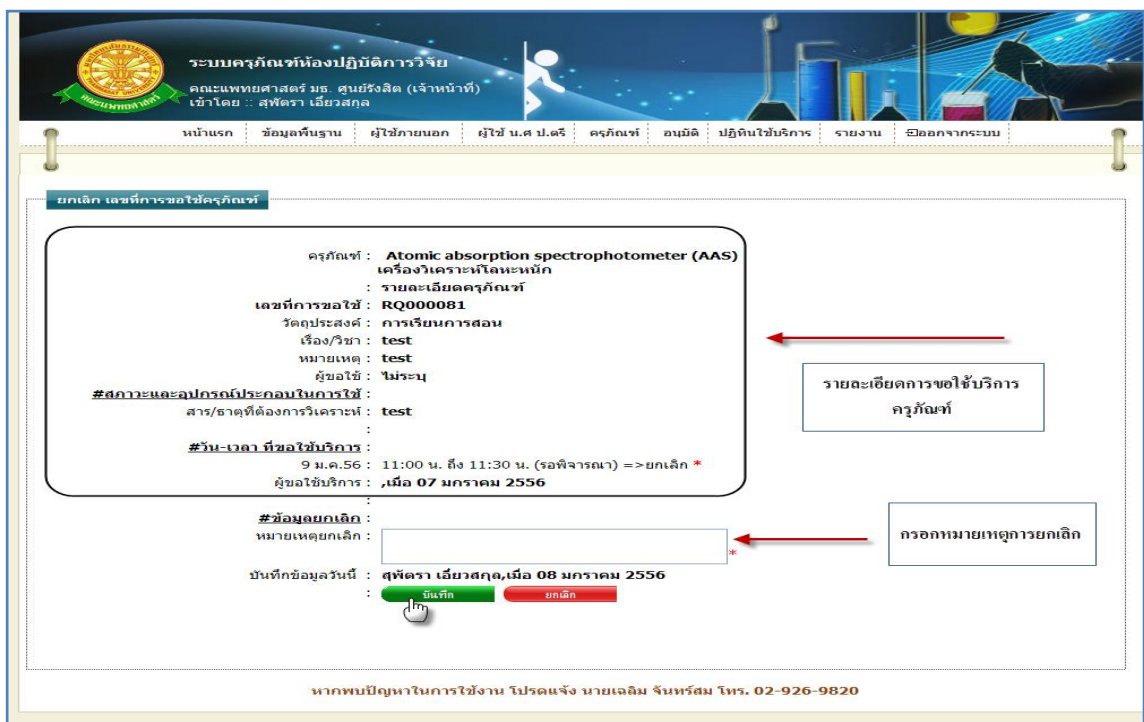 ระบบครุภัณฑ์ห้องปฏิบัติการวิจัย
คณะแพทยศาสตร์ มธ. ศูนย์รังสิต (เจ้าหน้าที่)
เข้าโดย :: สุพัตรา เอี่ยวสกุล
หน้าแรก ข้อมูลพื้นฐาน ผู้ใช้ภายนอก ผู้ใช้ น.ศ ป.ตรี ครุภัณฑ์ อนุมัติ ปฏิทินใช้บริการ รายงาน ออกจากระบบ
ยกเลิก เลขที่การขอใช้ครุภัณฑ์
ครุภัณฑ์ : Atomic absorption spectrophotometer (AAS)
เครื่องวิเคราะห์โลหะหนัก
: รายละเอียดครุภัณฑ์
เลขที่การขอใช้ : RQ000081
วัตถุประสงค์ : การเรียนการสอน
เรื่อง/วิชา : test
หมายเหตุ : test
ผู้ขอใช้ : ไม่ระบุ
#สภาวะและอุปกรณ์ประกอบในการใช้ :
สาร/ธาตุที่ต้องการวิเคราะห์ : test
:
#วัน-เวลา ที่ขอใช้บริการ :
9 ม.ค.56 : 11:00 น. ถึง 11:30 น. (รอพิจารณา) =>ยกเลิก *
ผู้ขอใช้บริการ : ,เมื่อ 07 มกราคม 2556
:
#ข้อมูลยกเลิก :
หมายเหตุยกเลิก :
*
บันทึกข้อมูลวันนี้ : สุพัตรา เอี่ยวสกุล,เมื่อ 08 มกราคม 2556
: บันทึก ยกเลิก
รายละเอียดการขอใช้บริการ
ครุภัณฑ์
กรอกหมายเหตุการยกเลิก
หากพบปัญหาในการใช้งาน โปรดแจ้ง นายเฉลิม จันทร์สม โทร. 02-926-9820